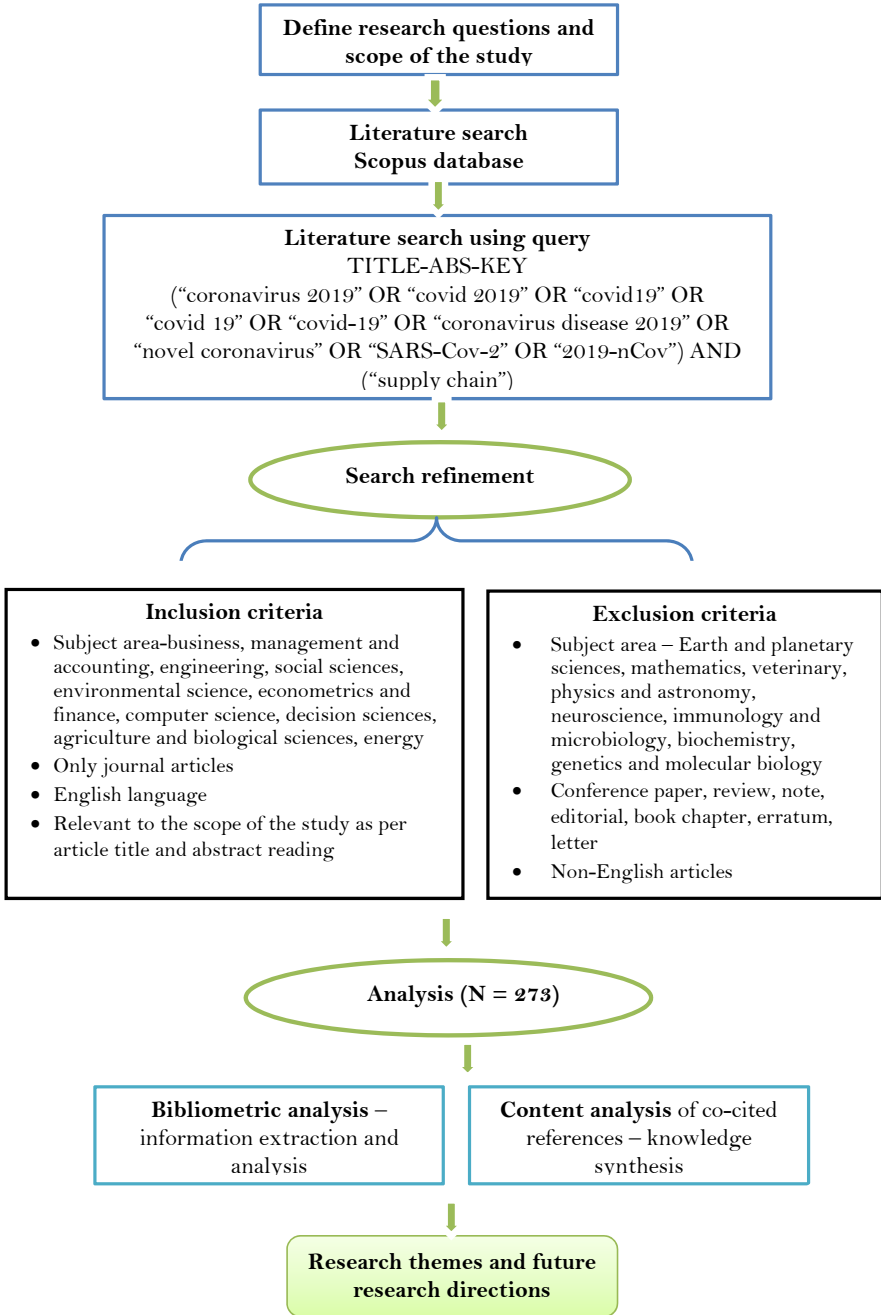 Define research questions and
scope of the study
Literature search
Scopus database
Literature search using query
TITLE-ABS-KEY
(“coronavirus 2019” OR “covid 2019” OR “covid19” OR
“covid 19” OR “covid-19” OR “coronavirus disease 2019” OR
“novel coronavirus” OR “SARS-Cov-2” OR “2019-nCov”) AND
(“supply chain”)
Search refinement
Inclusion criteria
• Subject area-business, management and
accounting, engineering, social sciences,
environmental science, econometrics and
finance, computer science, decision sciences,
agriculture and biological sciences, energy
• Only journal articles
• English language
• Relevant to the scope of the study as per
article title and abstract reading
Exclusion criteria
• Subject area – Earth and planetary
sciences, mathematics, veterinary,
physics and astronomy,
neuroscience, immunology and
microbiology, biochemistry,
genetics and molecular biology
• Conference paper, review, note,
editorial, book chapter, erratum,
letter
• Non-English articles
Analysis (N = 273)
Bibliometric analysis –
information extraction and
analysis
Content analysis of co-cited
references – knowledge
synthesis
Research themes and future
research directions